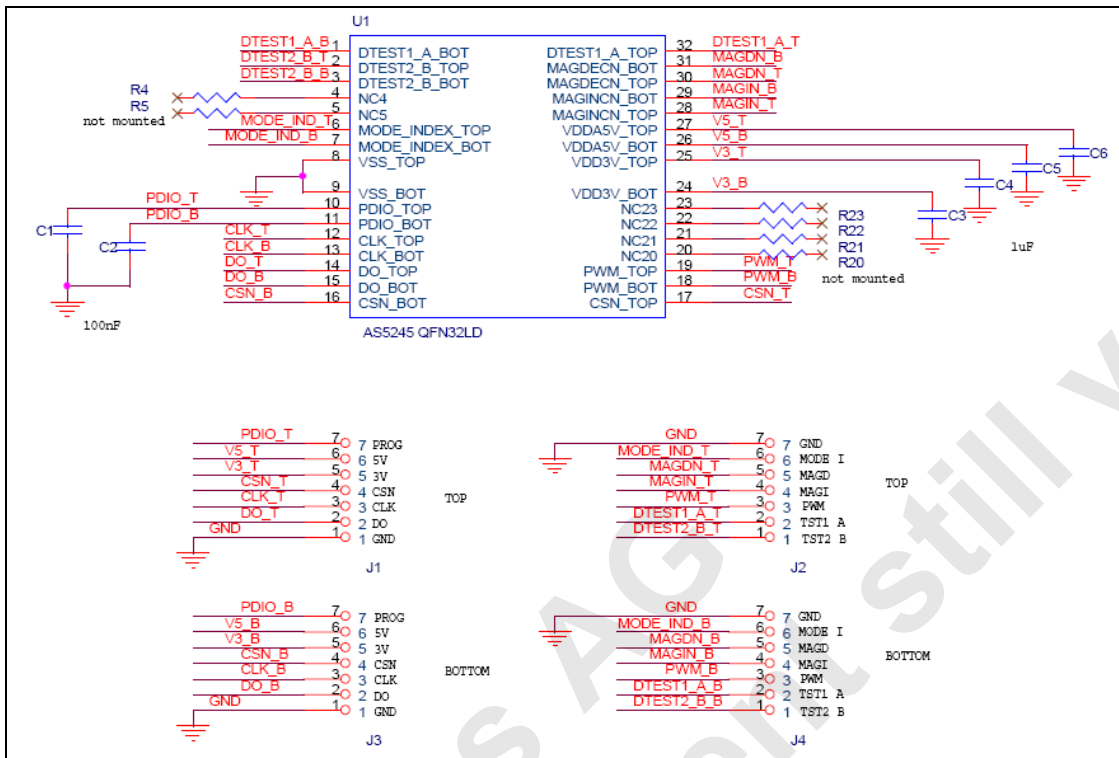 U1
DTEST1_A_B 1 DTEST1_A_BOT DTEST1_A_TOP 32 DTEST1_A_T
DTEST2_B_T 2 DTEST2_B_TOP MAGDECN_BOT 31 MAGDN_B
DTEST2_B_B 3 DTEST2_B_BOT MAGDECN_TOP 30 MAGDN_T
R4 4 NC4 MAGINCN_BOT 29 MAGIN_B
R5 5 NC5 MAGINCN_TOP 28 MAGIN_T
not mounted
MODE_IND_T 6 MODE_INDEX_TOP VDDA5V_TOP 27 V5_T
MODE_IND_B 7 MODE_INDEX_BOT VDDA5V_BOT 26 V5_B
8 VSS_TOP VDD3V_TOP 25 V3_T
C6
C5
C4
9 VSS_BOT VDD3V_BOT 24 V3_B
C3
PDIO_T 10 PDIO_TOP NC23 23 R23
PDIO_B 11 PDIO_BOT NC22 22 R22
C1
C2
CLK_T 12 CLK_TOP NC21 21 R21
CLK_B 13 CLK_BOT NC20 20 R20
1uF
DO_T 14 DO_TOP PWM_TOP 19 PWM_T
not mounted
DO_B 15 DO_BOT PWM_BOT 18 PWM_B
CSN_B 16 CSN_BOT CSN_TOP 17 CSN_T
100nF
AS5245 QFN32LD
PDIO_T 7 7 PROG
V5_T 6 6 5V
V3_T 5 5 3V
CSN_T 4 4 CSN
TOP
CLK_T 3 3 CLK
DO_T 2 2 DO
GND 1 1 GND
J1
GND 7 7 GND
MODE_IND_T 6 6 MODE I
MAGDN_T 5 5 MAGD
TOP
MAGIN_T 4 4 MAGI
PWM_T 3 3 PWM
DTEST1_A_T 2 2 TST1 A
DTEST2_B_T 1 1 TST2 B
J2
PDIO_B 7 7 PROG
V5_B 6 6 5V
V3_B 5 5 3V
CSN_B 4 4 CSN
BOTTOM
CLK_B 3 3 CLK
DO_B 2 2 DO
GND 1 1 GND
J3
GND 7 7 GND
MODE_IND_B 6 6 MODE I
MAGDN_B 5 5 MAGD
BOTTOM
MAGIN_B 4 4 MAGI
PWM_B 3 3 PWM
DTEST1_A_B 2 2 TST1 A
DTEST2_B_B 1 1 TST2 B
J4
AG
still